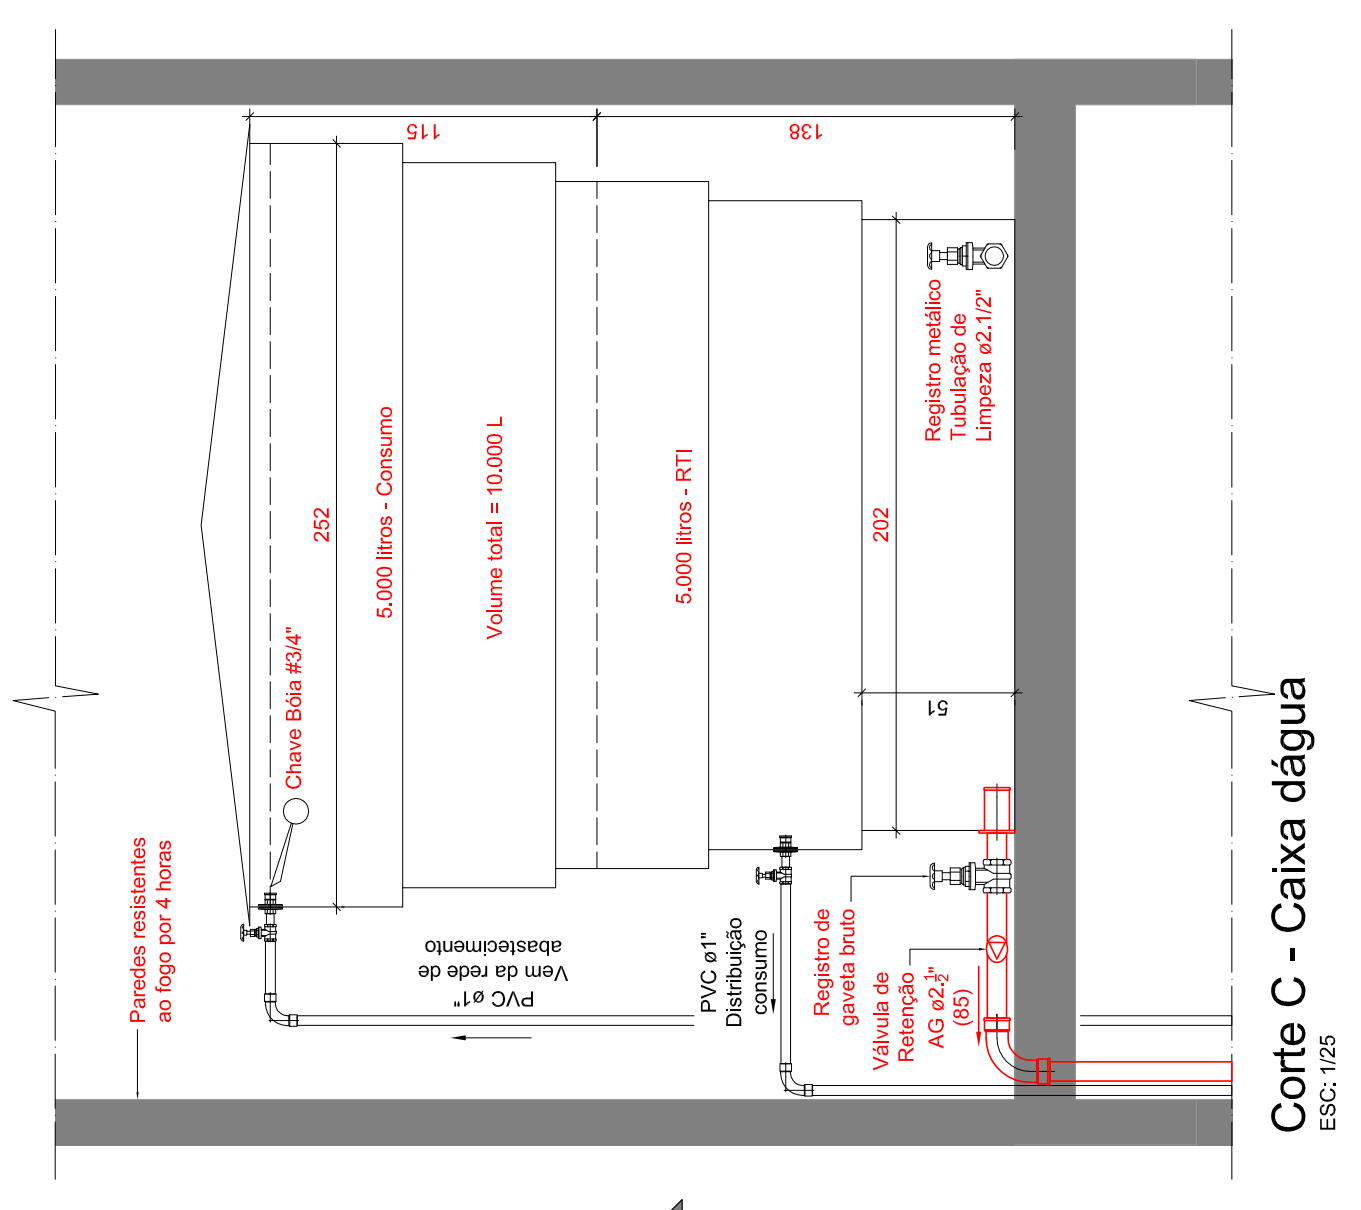 Paredes resistentes
ao fogo por 4 horas
Chave Bóia #3/4"
252
115
5.000 litros - Consumo
Volume total = 10.000 L
PVC ø1"
Vem da rede de
abastecimento
5.000 litros - RTI
138
PVC ø1"
Distribuição
consumo
202
51
Registro de
gaveta bruto
Válvula de
Retenção
AG ø2.1/2"
(85)
Registro metálico
Tubulação de
Limpeza ø2.1/2"
Corte C - Caixa dágua
ESC: 1/25